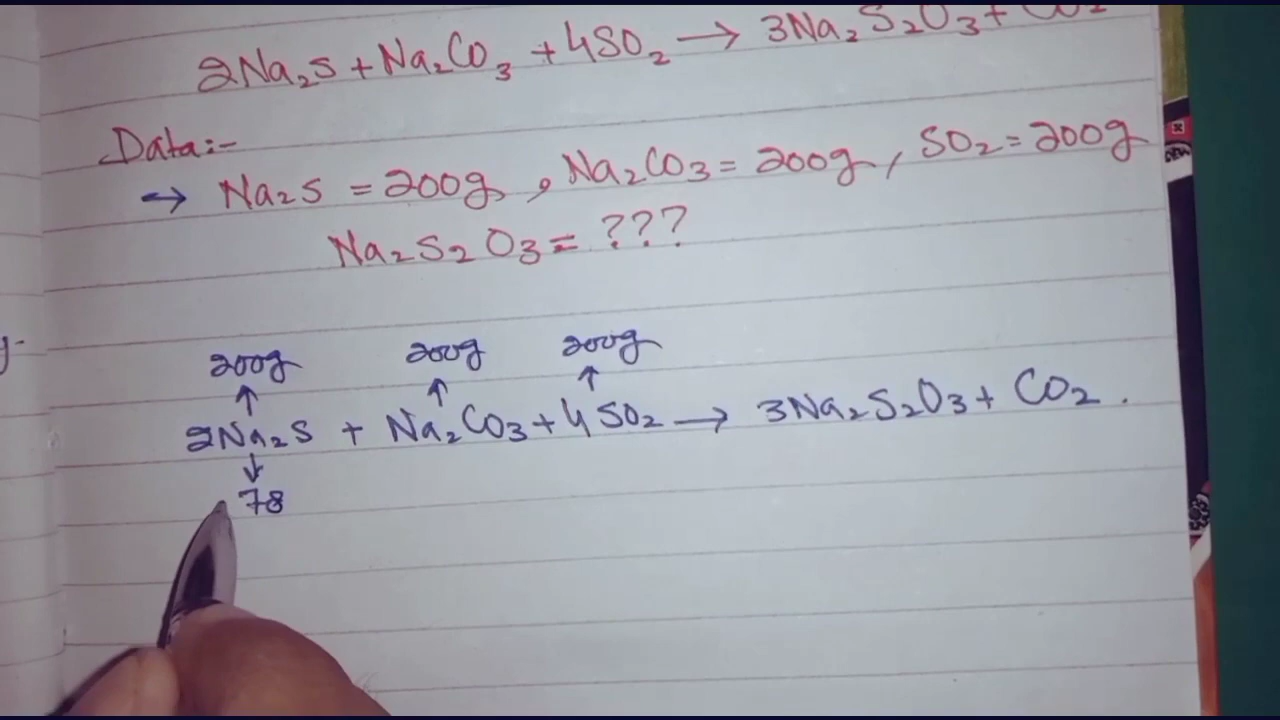 2Na₂S + Na₂CO₃ + 4SO₂ → 3Na₂S₂O₃ + CO₂
Data:-
→ Na₂S = 200g, Na₂CO₃ = 200g, SO₂ = 200g
Na₂S₂O₃ = ???
200g 200g 200g
↑ ↑ ↑
2Na₂S + Na₂CO₃ + 4SO₂ → 3Na₂S₂O₃ + CO₂.
↓
78